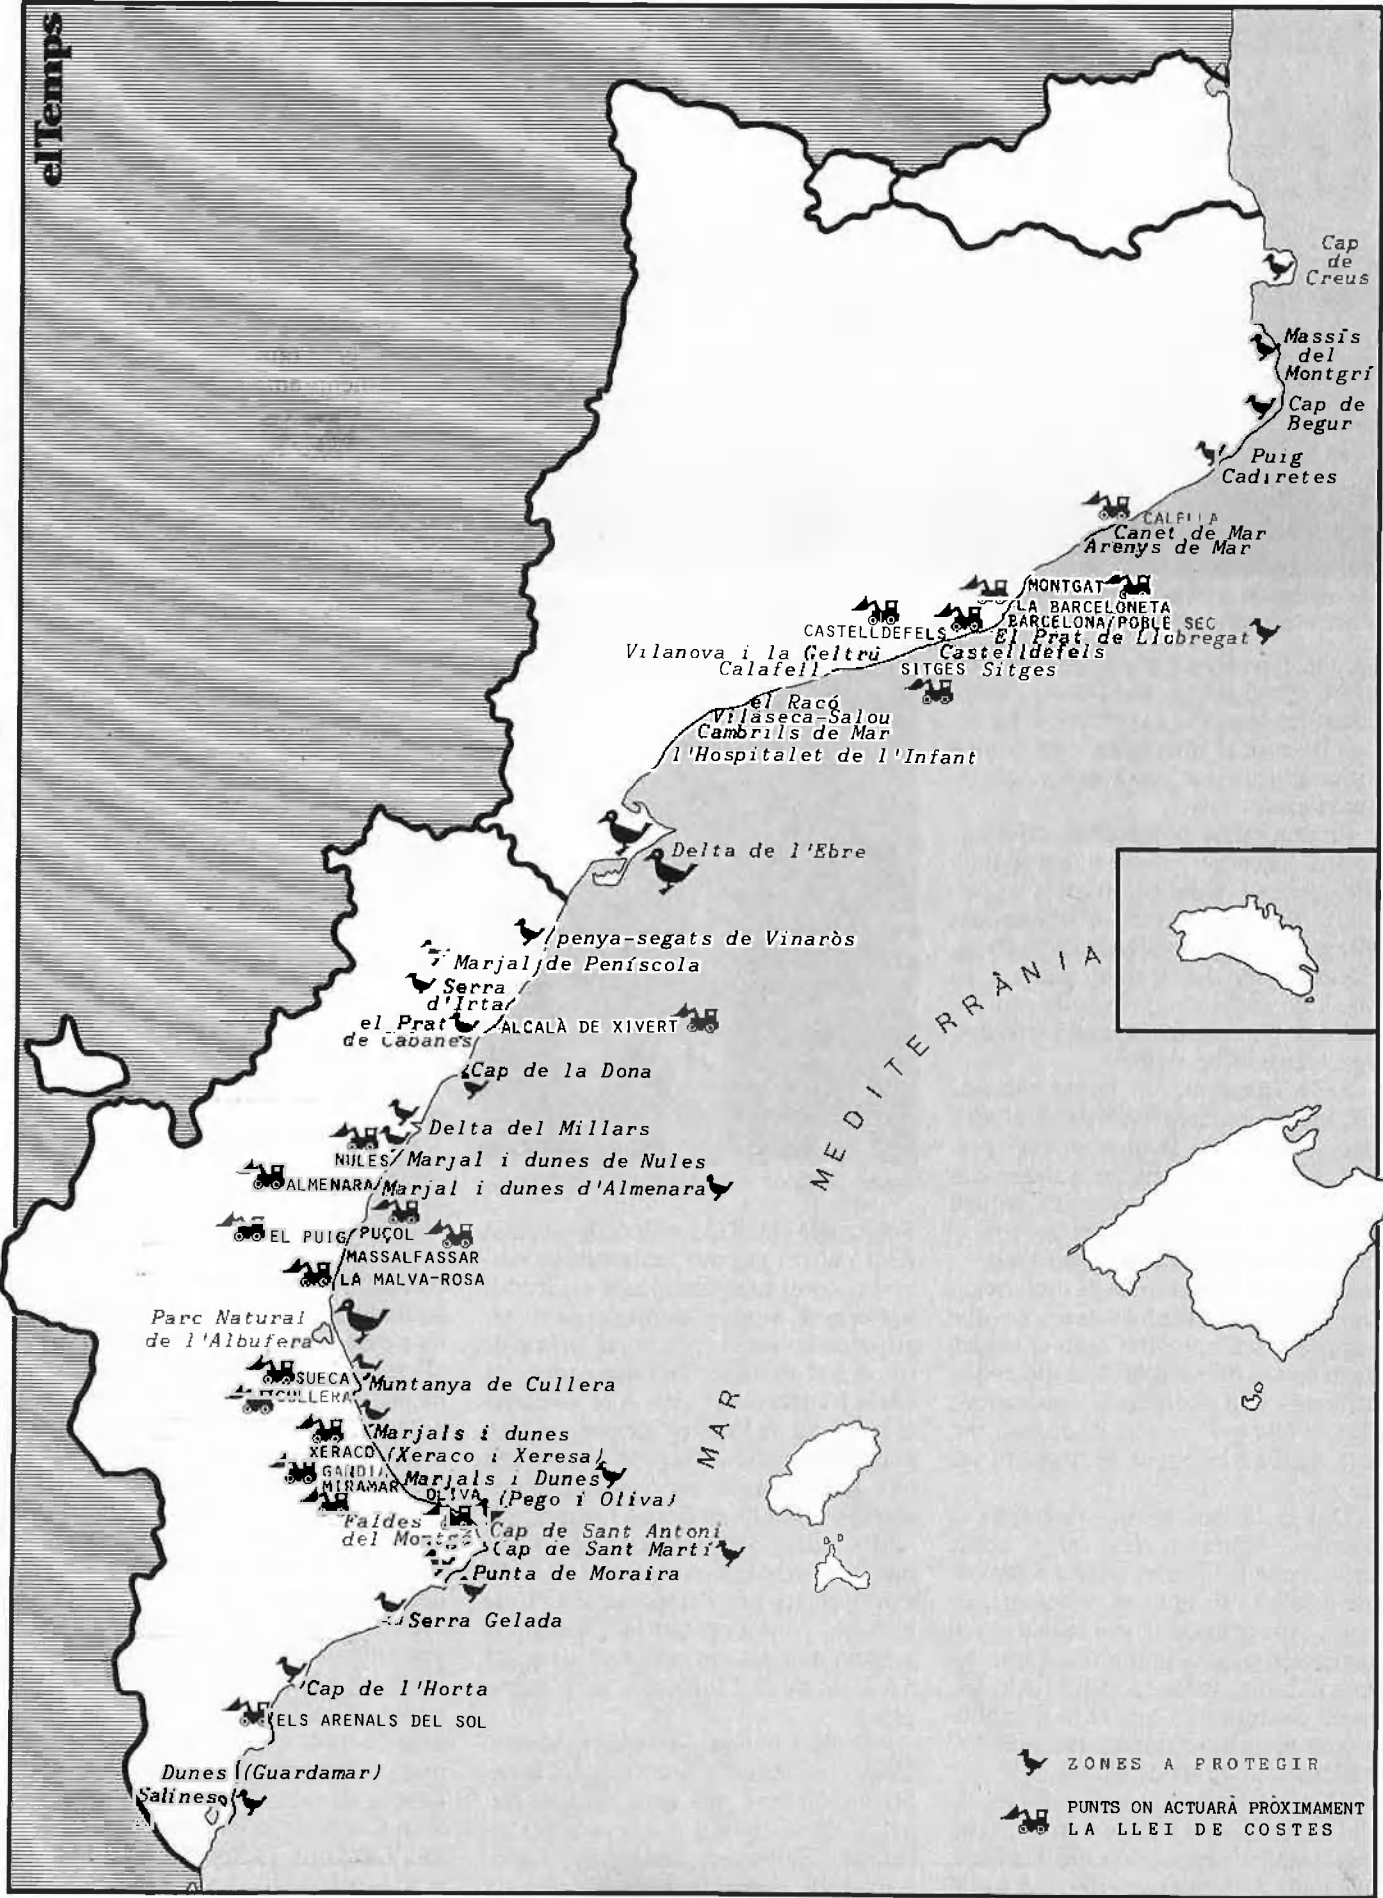 el Temps
Cap
de
Creus
Massís
del
Montgrí
Cap de
Begur
Puig
Cadiretes
CALELLA
Canet de Mar
Arenys de Mar
MONTGAT
LA BARCELONETA
BARCELONA/POBLE SEC
El Prat de Llobregat
CASTELLDEFELS
Castelldefels
Vilanova i la Geltrú
Calafell
SITGES Sitges
el Racó
Vilaseca-Salou
Cambrils de Mar
l'Hospitalet de l'Infant
Delta de l'Ebre
penya-segats de Vinaròs
Marjal de Peníscola
Serra
d'Irta
el Prat
de Cabanes
ALCALÀ DE XIVERT
Cap de la Dona
Delta del Millars
NULES Marjal i dunes de Nules
ALMENARA Marjal i dunes d'Almenara
EL PUIG PUÇOL
MASSALFASSAR
LA MALVA-ROSA
Parc Natural
de l'Albufera
SUECA
Muntanya de Cullera
CULLERA
Marjals i dunes
XERACO (Xeraco i Xeresa)
GANDIA Marjals i Dunes
MIRAMAR
OLIVA (Pego i Oliva)
Faldes
del Montgó
Cap de Sant Antoni
Cap de Sant Martí
Punta de Moraira
Serra Gelada
Cap de l'Horta
ELS ARENALS DEL SOL
Dunes (Guardamar)
Salines
MAR MEDITERRÀNIA
ZONES A PROTEGIR
PUNTS ON ACTUARÀ PRÒXIMAMENT
LA LLEI DE COSTES